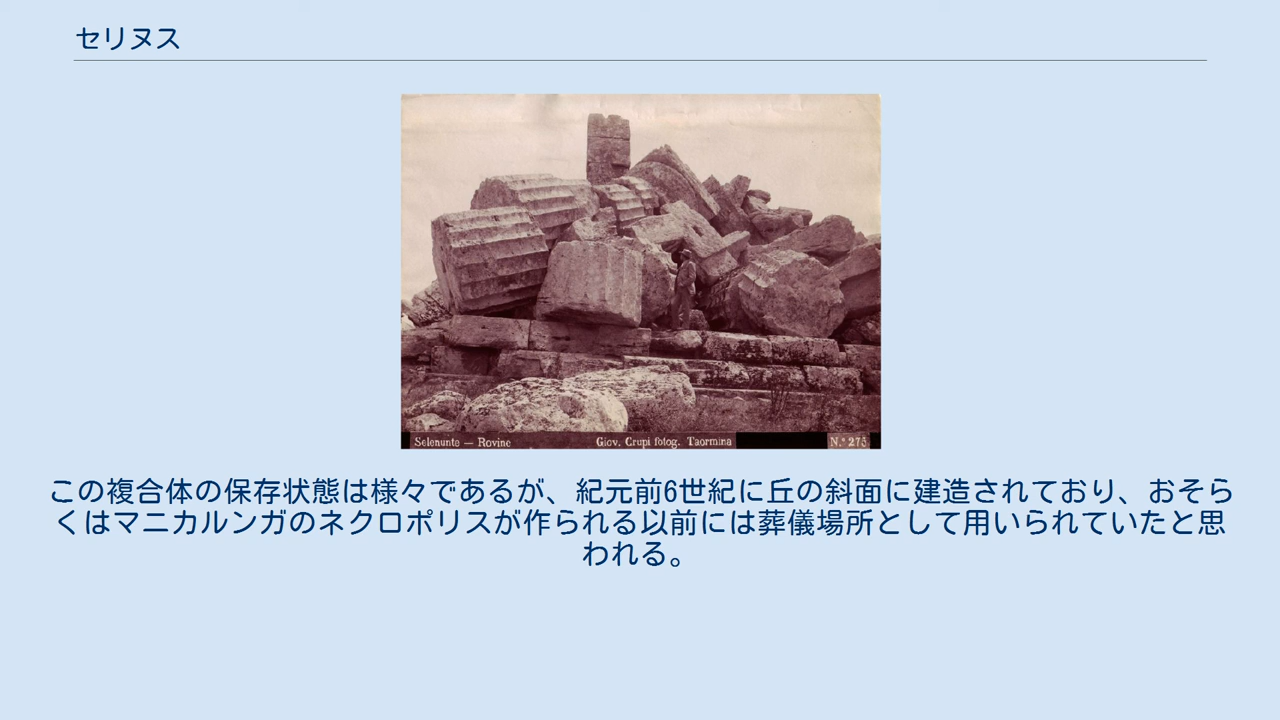 セリヌス
Selenunte — Rovine Giov. Crupi fotog. Taormina N.º 275
この複合体の保存状態は様々であるが、紀元前6世紀に丘の斜面に建造されており、おそら
くはマニカルンガのネクロポリスが作られる以前には葬儀場所として用いられていたと思
われる。